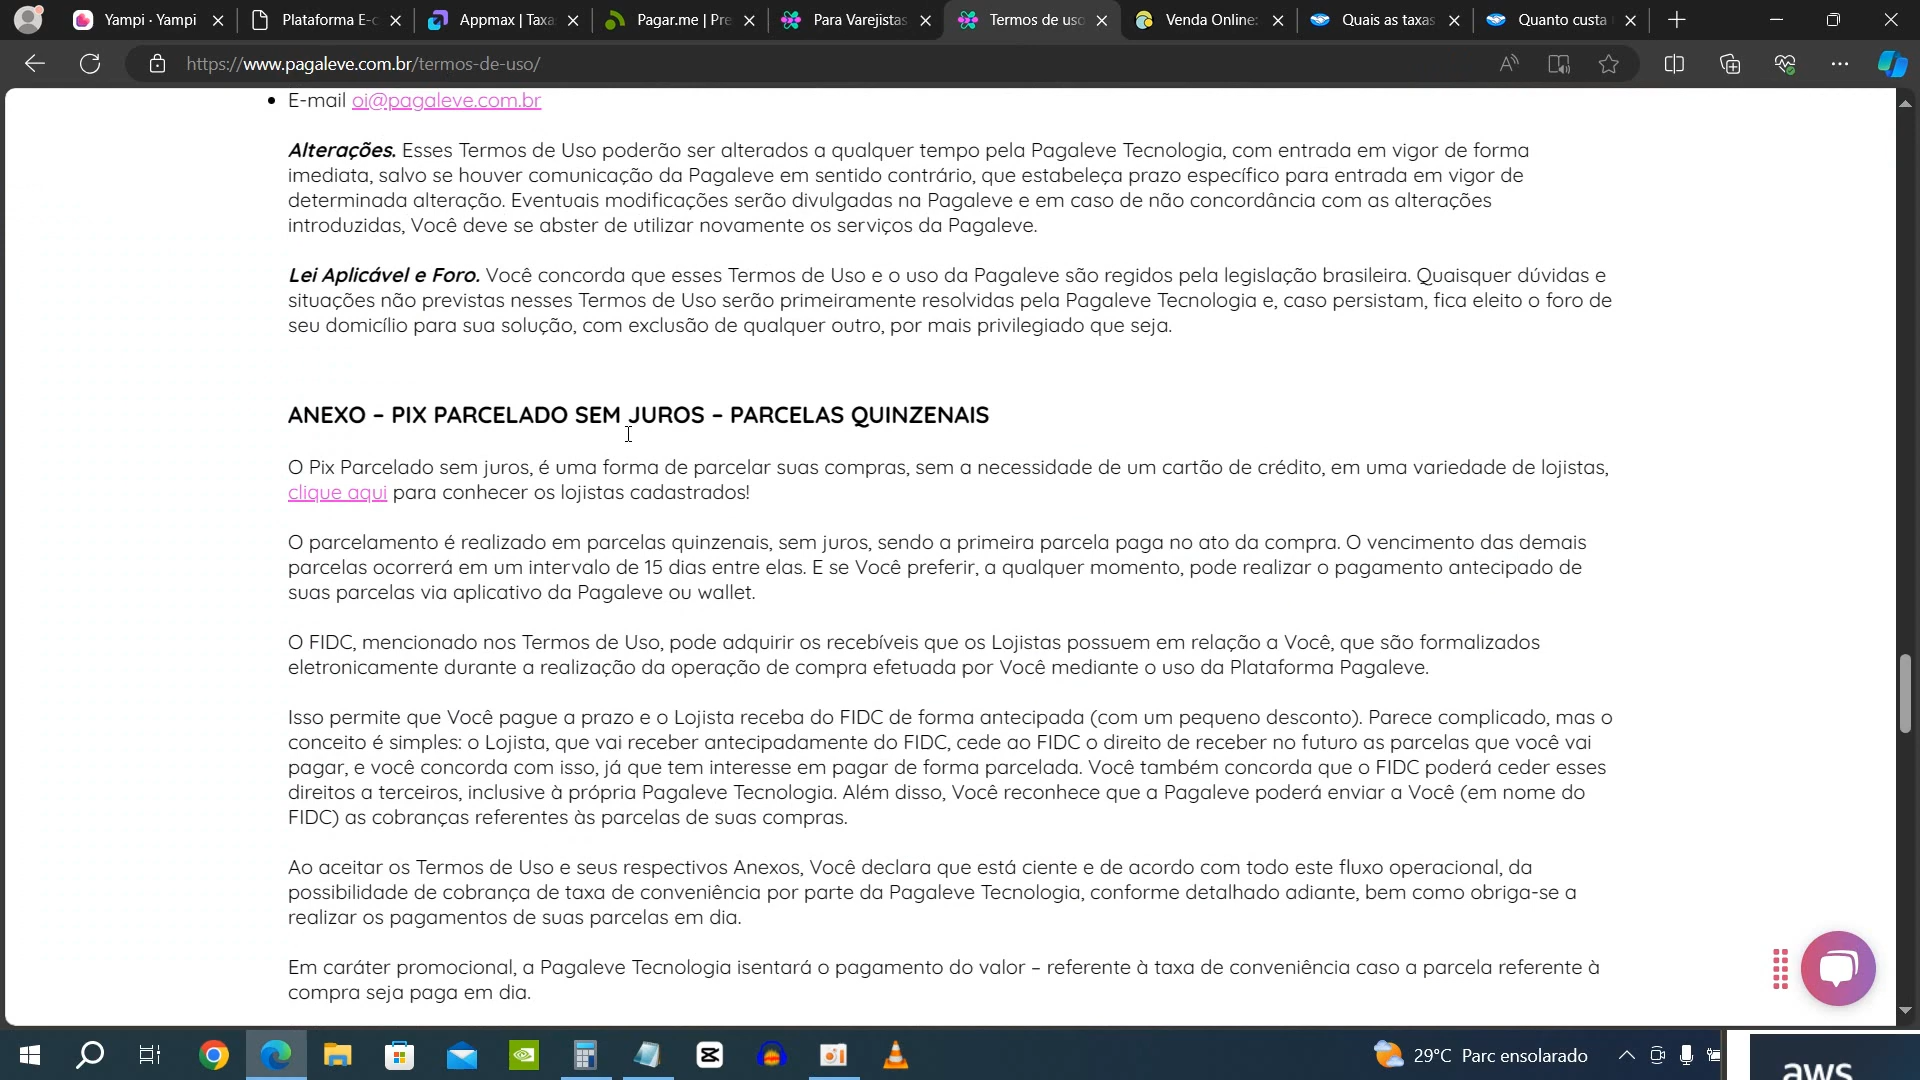 Yampi · Yampi
Plataforma E-c
Appmax | Taxa
Pagar.me | Pre
Para Varejistas
Termos de uso
Venda Online:
Quais as taxas
Quanto custa
https://www.pagaleve.com.br/termos-de-uso/
• E-mail oi@pagaleve.com.br
Alterações. Esses Termos de Uso poderão ser alterados a qualquer tempo pela Pagaleve Tecnologia, com entrada em vigor de forma
imediata, salvo se houver comunicação da Pagaleve em sentido contrário, que estabeleça prazo específico para entrada em vigor de
determinada alteração. Eventuais modificações serão divulgadas na Pagaleve e em caso de não concordância com as alterações
introduzidas, Você deve se abster de utilizar novamente os serviços da Pagaleve.
Lei Aplicável e Foro. Você concorda que esses Termos de Uso e o uso da Pagaleve são regidos pela legislação brasileira. Quaisquer dúvidas e
situações não previstas nesses Termos de Uso serão primeiramente resolvidas pela Pagaleve Tecnologia e, caso persistam, fica eleito o foro de
seu domicílio para sua solução, com exclusão de qualquer outro, por mais privilegiado que seja.
ANEXO – PIX PARCELADO SEM JUROS – PARCELAS QUINZENAIS
O Pix Parcelado sem juros, é uma forma de parcelar suas compras, sem a necessidade de um cartão de crédito, em uma variedade de lojistas,
clique aqui para conhecer os lojistas cadastrados!
O parcelamento é realizado em parcelas quinzenais, sem juros, sendo a primeira parcela paga no ato da compra. O vencimento das demais
parcelas ocorrerá em um intervalo de 15 dias entre elas. E se Você preferir, a qualquer momento, pode realizar o pagamento antecipado de
suas parcelas via aplicativo da Pagaleve ou wallet.
O FIDC, mencionado nos Termos de Uso, pode adquirir os recebíveis que os Lojistas possuem em relação a Você, que são formalizados
eletronicamente durante a realização da operação de compra efetuada por Você mediante o uso da Plataforma Pagaleve.
Isso permite que Você pague a prazo e o Lojista receba do FIDC de forma antecipada (com um pequeno desconto). Parece complicado, mas o
conceito é simples: o Lojista, que vai receber antecipadamente do FIDC, cede ao FIDC o direito de receber no futuro as parcelas que você vai
pagar, e você concorda com isso, já que tem interesse em pagar de forma parcelada. Você também concorda que o FIDC poderá ceder esses
direitos a terceiros, inclusive à própria Pagaleve Tecnologia. Além disso, Você reconhece que a Pagaleve poderá enviar a Você (em nome do
FIDC) as cobranças referentes às parcelas de suas compras.
Ao aceitar os Termos de Uso e seus respectivos Anexos, Você declara que está ciente e de acordo com todo este fluxo operacional, da
possibilidade de cobrança de taxa de conveniência por parte da Pagaleve Tecnologia, conforme detalhado adiante, bem como obriga-se a
realizar os pagamentos de suas parcelas em dia.
Em caráter promocional, a Pagaleve Tecnologia isentará o pagamento do valor – referente à taxa de conveniência caso a parcela referente à
compra seja paga em dia.
29°C Parc ensolarado
aws